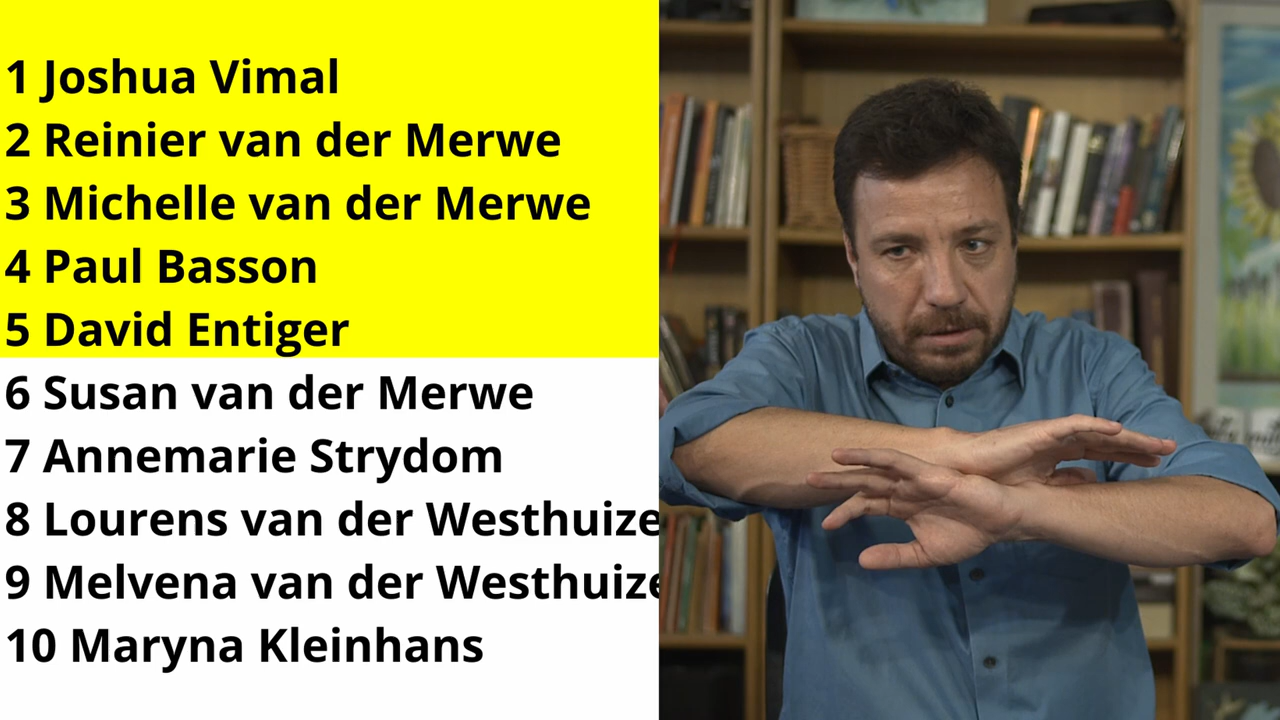 1 Joshua Vimal
2 Reinier van der Merwe
3 Michelle van der Merwe
4 Paul Basson
5 David Entiger
6 Susan van der Merwe
7 Annemarie Strydom
8 Lourens van der Westhuize
9 Melvena van der Westhuize
10 Maryna Kleinhans